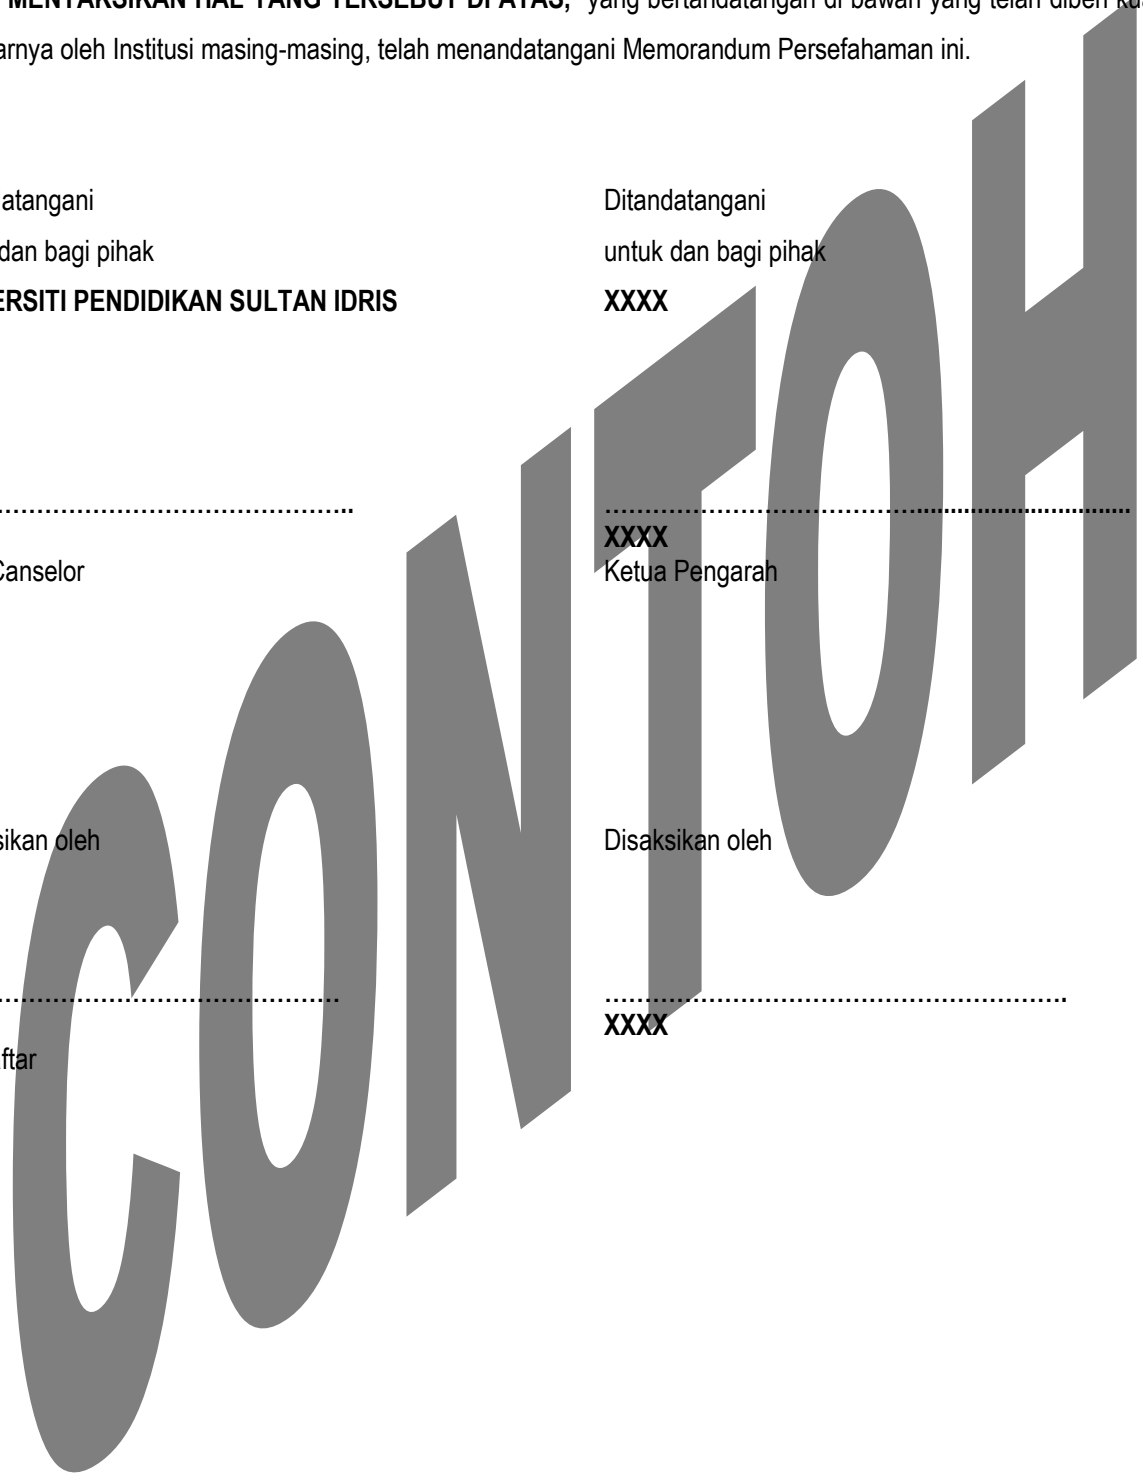 MENYAKSIKAN HAL YANG TERSEBUT DI ATAS, yang bertandatangan di bawah yang telah diberi
arnya oleh Institusi masing-masing, telah menandatangani Memorandum Persefahaman ini.
atangani
dan bagi pihak
ERSITI PENDIDIKAN SULTAN IDRIS
Ditandatangani
untuk dan bagi pihak
XXXX
Canselor
XXXX
Ketua Pengarah
sikan oleh
Disaksikan oleh
ftar
XXXX
CONTOH